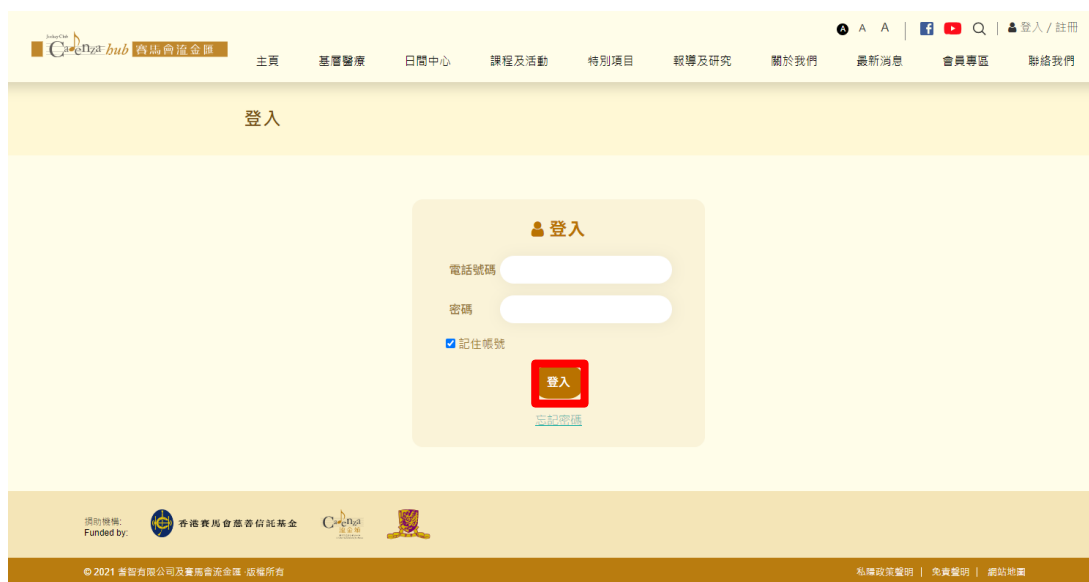 Jockey Club
Cadenza hub 賽馬會流金匯
A A A
登入 / 註冊
主頁 基層醫療 日間中心 課程及活動 特別項目 報導及研究 關於我們 最新消息 會員專區 聯絡我們
登入
登入
電話號碼
密碼
記住帳號
登入
忘記密碼
捐助機構:
Funded by:
香港賽馬會慈善信託基金
Cadenza
流金頌
© 2021 耆智有限公司及賽馬會流金匯 ·版權所有
私隱政策聲明 | 免責聲明 | 網站地圖